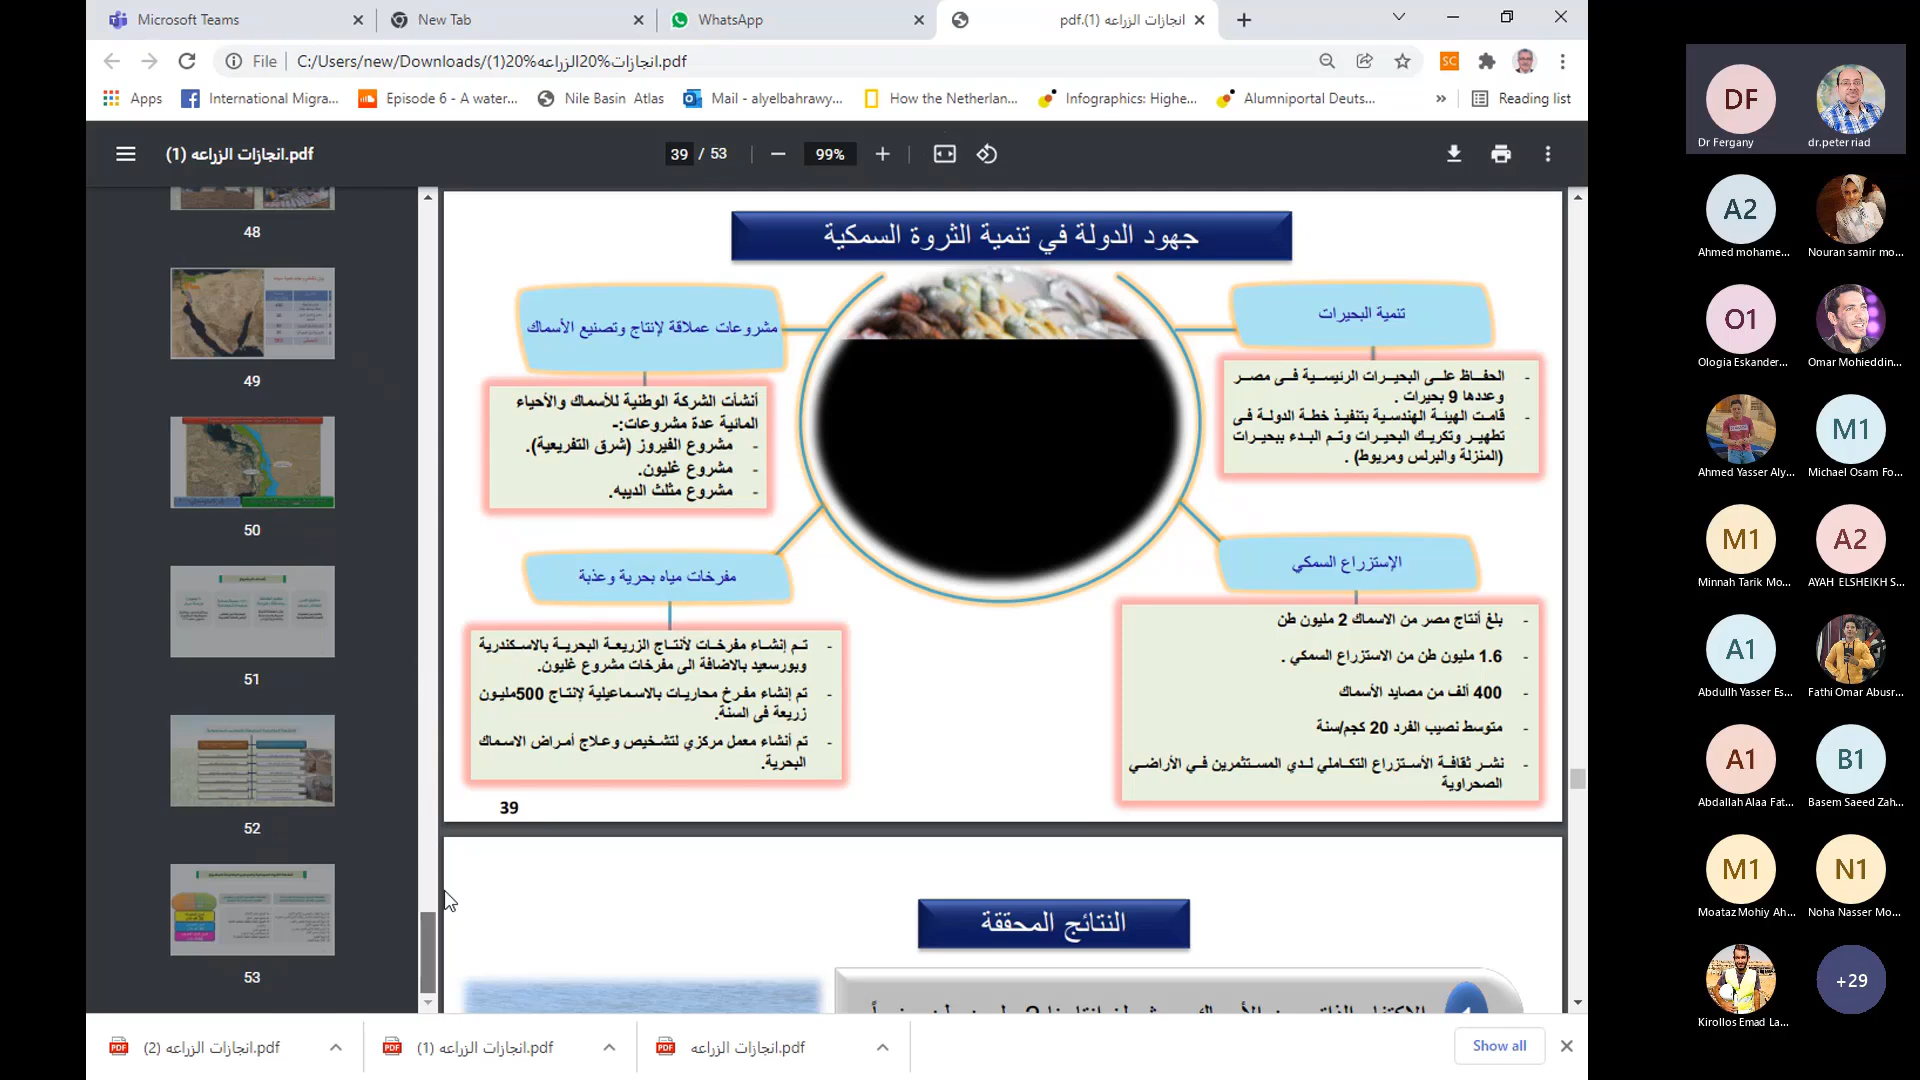 Microsoft Teams
New Tab
WhatsApp
انجازات الزراعه (1).pdf
File
C:/Users/new/Downloads/انجازات%20الزراعه%20(1).pdf
Apps
International Migra...
Episode 6 - A water...
Nile Basin Atlas
Mail - alyelbahrawy...
How the Netherlan...
Infographics: Highe...
Alumniportal Deuts...
»
Reading list
SC
انجازات الزراعه (1).pdf
39 / 53
99%
48
49
50
51
52
53
جهود الدولة في تنمية الثروة السمكية
تنمية البحيرات
- الحفاظ على البحيرات الرئيسية فى مصر
وعددها 9 بحيرات .
- قامت الهيئة الهندسية بتنفيذ خطة الدولة فى
تطهير وتكريك البحيرات وتم البدء ببحيرات
(المنزلة والبرلس ومريوط) .
مشروعات عملاقة لإنتاج وتصنيع الأسماك
أنشأت الشركة الوطنية للأسماك والأحياء
المائية عدة مشروعات:-
- مشروع الفيروز (شرق التفريعية).
- مشروع غليون.
- مشروع مثلث الديبه.
الإستزراع السمكي
- بلغ أنتاج مصر من الاسماك 2 مليون طن
- 1.6 مليون طن من الاستزراع السمكي .
- 400 ألف من مصايد الأسماك
- متوسط نصيب الفرد 20 كجم/سنة
- نشر ثقافة الأستزراع التكاملي لدي المستثمرين في الأراضي
الصحراوية
مفرخات مياه بحرية وعذبة
- تم إنشاء مفرخات لأنتاج الزريعة البحرية بالاسكندرية
وبورسعيد بالاضافة الى مفرخات مشروع غليون.
- تم إنشاء مفرخ محاريات بالاسماعيلية لإنتاج 500مليون
زريعة فى السنة.
- تم أنشاء معمل مركزي لتشخيص وعلاج أمراض الاسماك
البحرية.
39
النتائج المحققة
انجازات الزراعه (2).pdf
انجازات الزراعه (1).pdf
انجازات الزراعه.pdf
Show all
DF
Dr Fergany
dr.peter riad
A2
Ahmed mohame...
Nouran samir mo...
O1
Ologia Eskander...
Omar Mohieddin...
Ahmed Yasser Aly...
M1
Michael Osam Fo...
M1
Minnah Tarik Mo...
A2
AYAH ELSHEIKH S...
A1
Abdullh Yasser Es...
Fathi Omar Abusr...
A1
Abdallah Alaa Fat...
B1
Basem Saeed Zah...
M1
Moataz Mohiy Ah...
N1
Noha Nasser Mo...
Kirollos Emad La...
+29